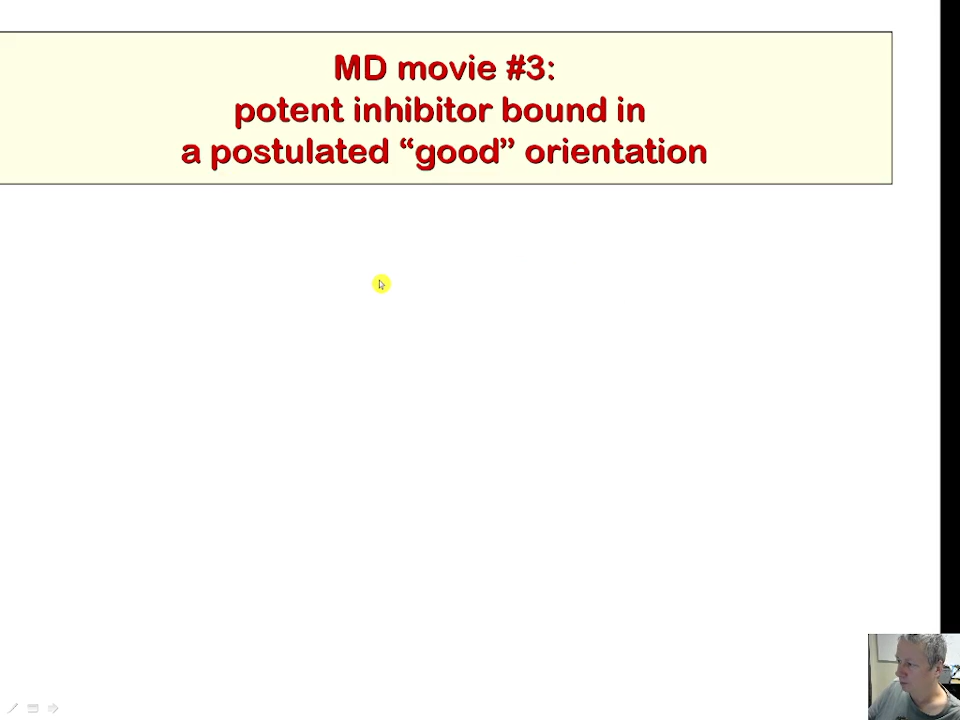 MD movie #3:
potent inhibitor bound in
a postulated “good” orientation